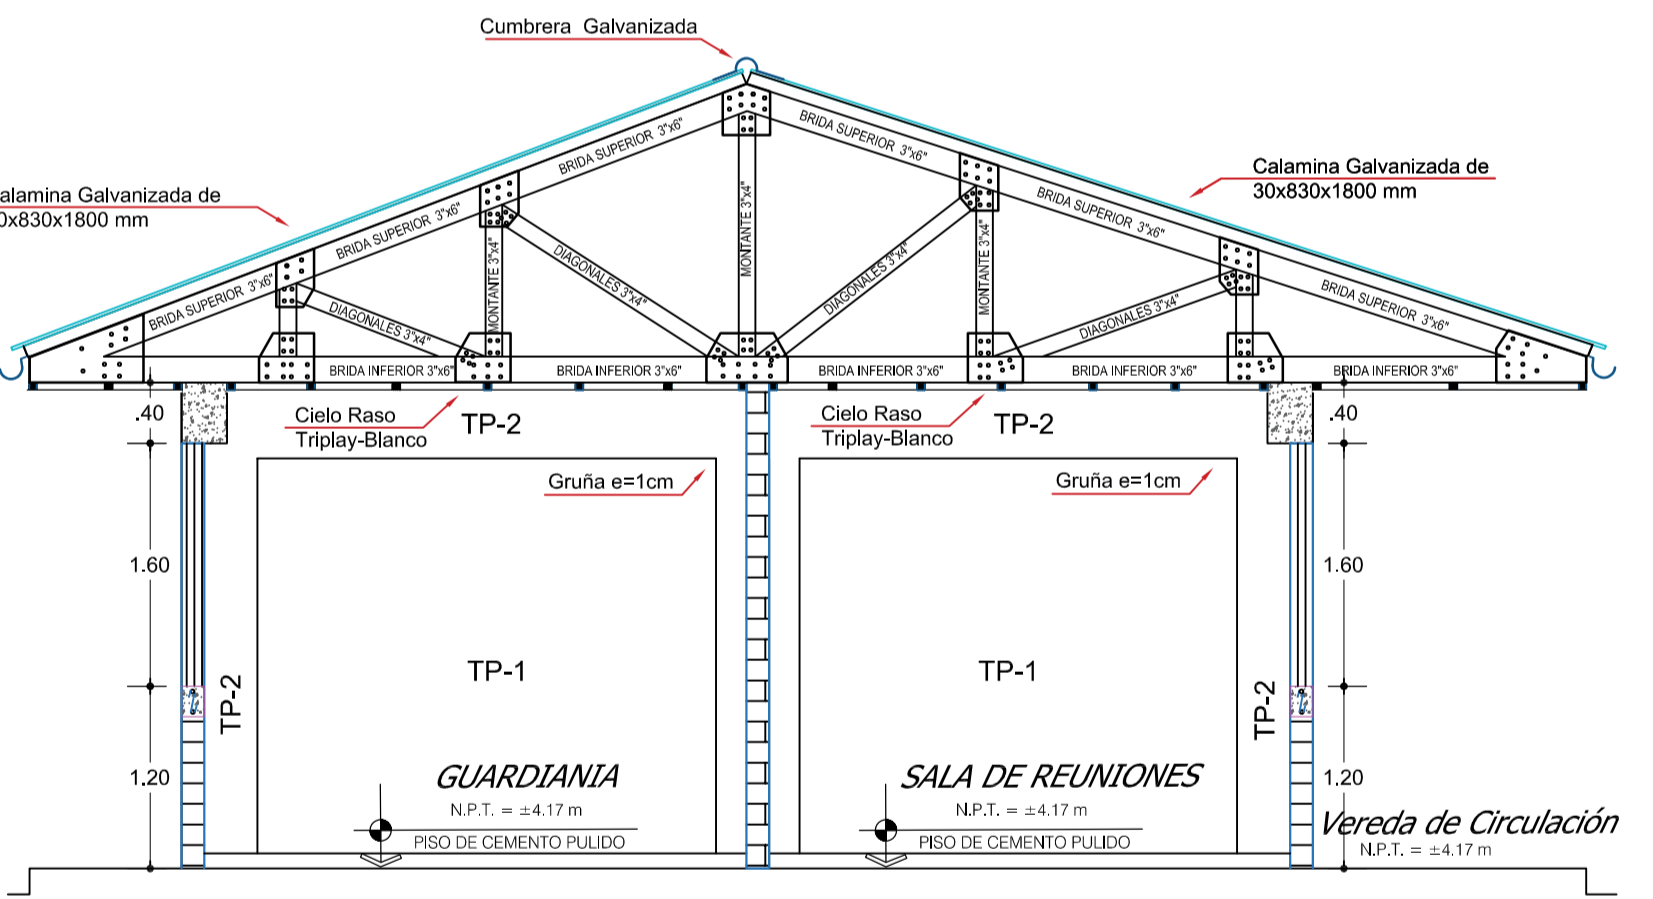 Cumbrera Galvanizada
BRIDA SUPERIOR 3"x6"
BRIDA SUPERIOR 3"x6"
Calamina Galvanizada de
30x830x1800 mm
alamina Galvanizada de
0x830x1800 mm
BRIDA SUPERIOR 3"x6"
BRIDA SUPERIOR 3"x6"
BRIDA SUPERIOR 3"x6"
BRIDA SUPERIOR 3"x6"
MONTANTE 3"x4"
MONTANTE 3"x4"
MONTANTE 3"x4"
DIAGONALES 3"x4"
DIAGONALES 3"x4"
DIAGONALES 3"x4"
DIAGONALES 3"x4"
BRIDA INFERIOR 3"x6"
BRIDA INFERIOR 3"x6"
BRIDA INFERIOR 3"x6"
BRIDA INFERIOR 3"x6"
BRIDA INFERIOR 3"x6"
.40
Cielo Raso
Triplay-Blanco
TP-2
Cielo Raso
Triplay-Blanco
TP-2
.40
Gruña e=1cm
Gruña e=1cm
1.60
1.60
TP-2
TP-1
TP-1
TP-2
1.20
GUARDIANIA
N.P.T. = ±4.17 m
PISO DE CEMENTO PULIDO
SALA DE REUNIONES
N.P.T. = ±4.17 m
PISO DE CEMENTO PULIDO
1.20
Vereda de Circulación
N.P.T. = ±4.17 m